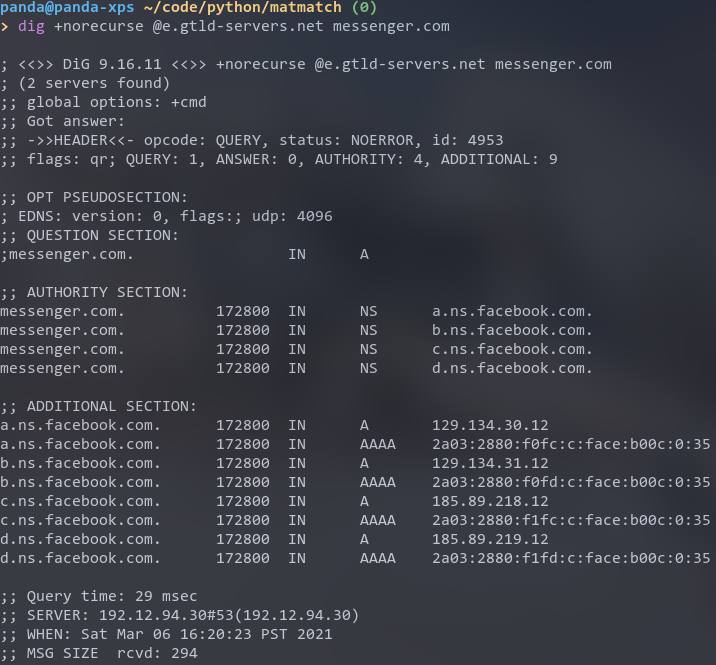 panda@panda-xps ~/code/python/matmatch (0)
> dig +norecurse @e.gtld-servers.net messenger.com
; <<>> DiG 9.16.11 <<>> +norecurse @e.gtld-servers.net messenger.com
; (2 servers found)
;; global options: +cmd
;; Got answer:
;; ->>HEADER<<- opcode: QUERY, status: NOERROR, id: 4953
;; flags: qr; QUERY: 1, ANSWER: 0, AUTHORITY: 4, ADDITIONAL: 9
;; OPT PSEUDOSECTION:
; EDNS: version: 0, flags:; udp: 4096
;; QUESTION SECTION:
;messenger.com. IN A
;; AUTHORITY SECTION:
messenger.com. 172800 IN NS a.ns.facebook.com.
messenger.com. 172800 IN NS b.ns.facebook.com.
messenger.com. 172800 IN NS c.ns.facebook.com.
messenger.com. 172800 IN NS d.ns.facebook.com.
;; ADDITIONAL SECTION:
a.ns.facebook.com. 172800 IN A 129.134.30.12
a.ns.facebook.com. 172800 IN AAAA 2a03:2880:f0fc:c:face:b00c:0:35
b.ns.facebook.com. 172800 IN A 129.134.31.12
b.ns.facebook.com. 172800 IN AAAA 2a03:2880:f0fd:c:face:b00c:0:35
c.ns.facebook.com. 172800 IN A 185.89.218.12
c.ns.facebook.com. 172800 IN AAAA 2a03:2880:f1fc:c:face:b00c:0:35
d.ns.facebook.com. 172800 IN A 185.89.219.12
d.ns.facebook.com. 172800 IN AAAA 2a03:2880:f1fd:c:face:b00c:0:35
;; Query time: 29 msec
;; SERVER: 192.12.94.30#53(192.12.94.30)
;; WHEN: Sat Mar 06 16:20:23 PST 2021
;; MSG SIZE rcvd: 294